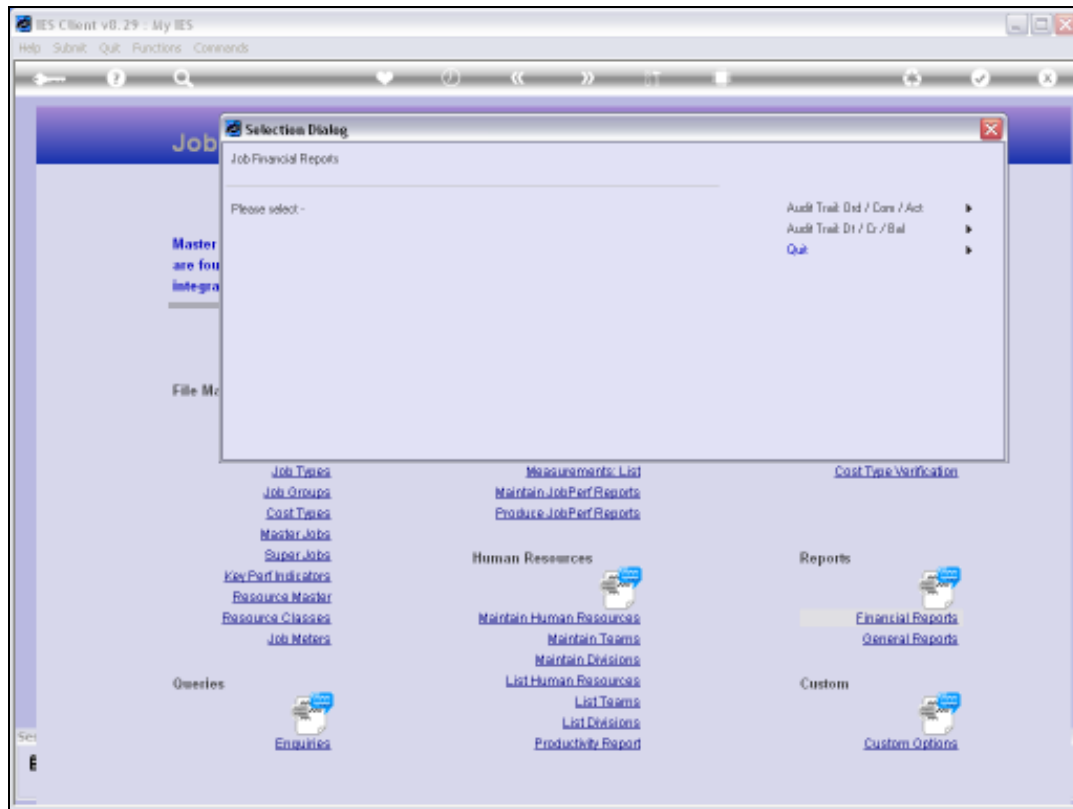 IES Client v8.29 : My IES
Help Submit Quit Functions Commands
Job
Selection Dialog
Job Financial Reports
Please select -
Audit Trail: Ord / Com / Act
Audit Trail: Dt / Cr / Bal
Quit
Master
are fou
integra
File Ma
Job Types
Job Groups
Cost Types
Master Jobs
Super Jobs
Key Perf Indicators
Resource Master
Resource Classes
Job Meters
Measurements: List
Maintain JobPerf Reports
Produce JobPerf Reports
Cost Type Verification
Human Resources
Maintain Human Resources
Maintain Teams
Maintain Divisions
List Human Resources
List Teams
List Divisions
Productivity Report
Reports
Financial Reports
General Reports
Queries
Enquiries
Custom
Custom Options
Ser